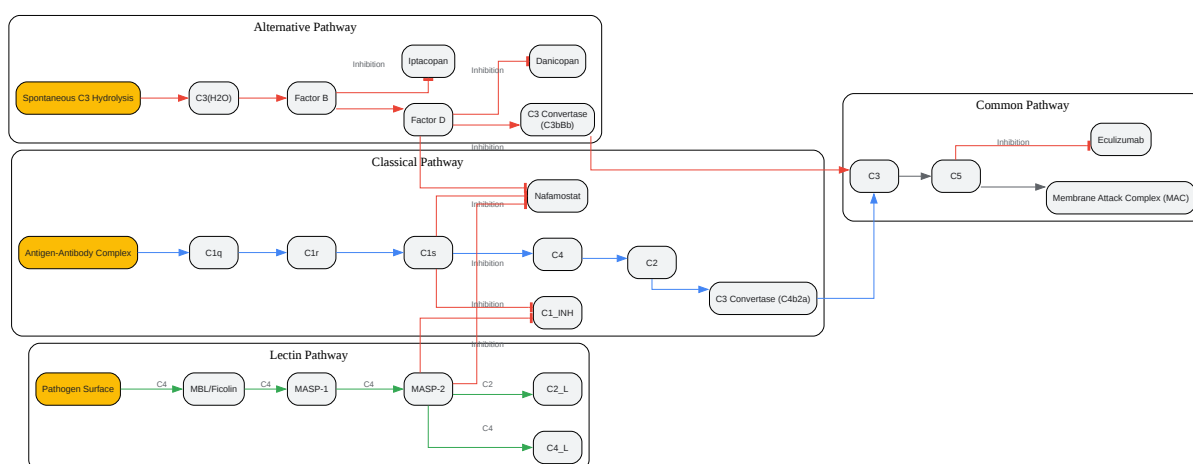 Alternative Pathway
Inhibition
Iptacopan
Inhibition
Danicopan
Spontaneous C3 Hydrolysis
C3(H2O)
Factor B
Factor D
C3 Convertase
(C3bBb)
Inhibition
Common Pathway
Inhibition
Eculizumab
C3
C5
Membrane Attack Complex (MAC)
Classical Pathway
Nafamostat
Inhibition
Antigen-Antibody Complex
C1q
C1r
C1s
Inhibition
C4
C2
C3 Convertase (C4b2a)
Inhibition
C1_INH
Inhibition
Lectin Pathway
Pathogen Surface
C4
MBL/Ficolin
C4
MASP-1
C4
MASP-2
C2
C2_L
C4
C4_L